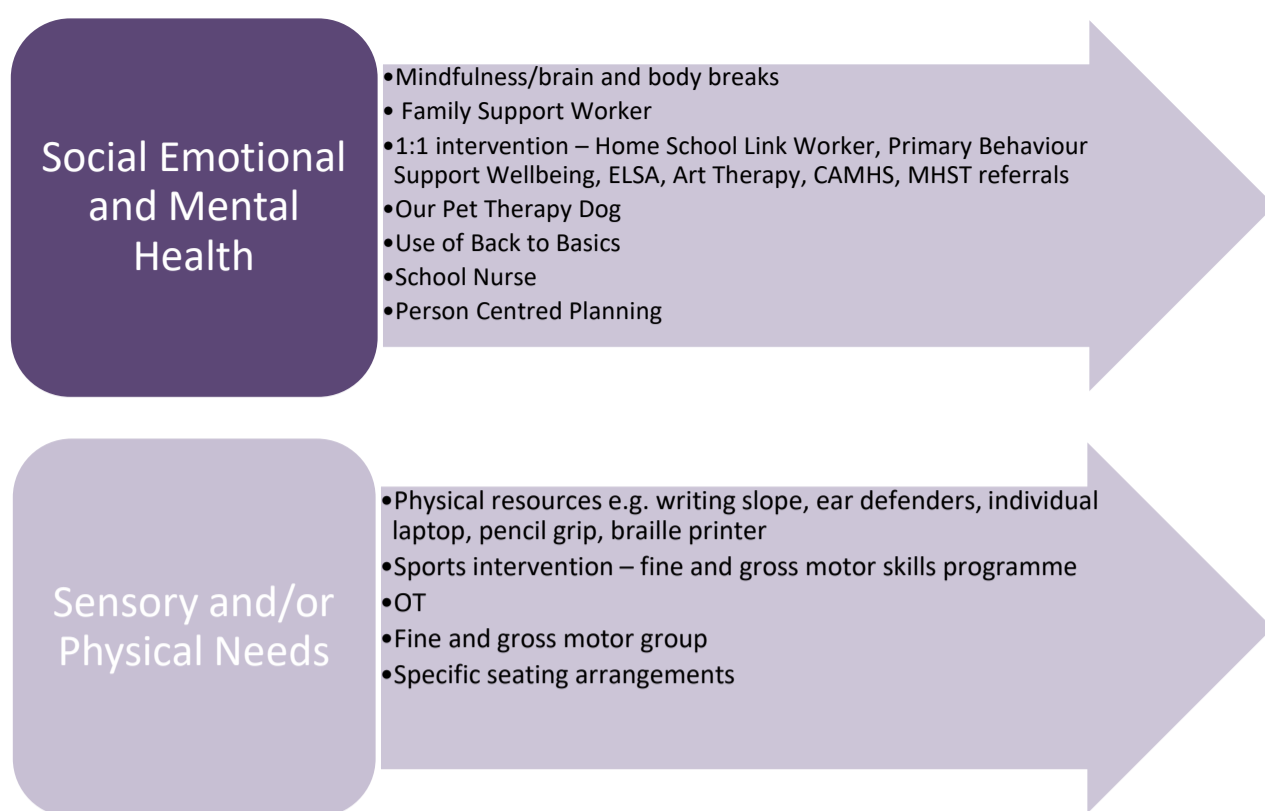 Social Emotional
and Mental
Health
•Mindfulness/brain and body breaks
• Family Support Worker
•1:1 intervention – Home School Link Worker, Primary Behaviour
Support Wellbeing, ELSA, Art Therapy, CAMHS, MHST referrals
•Our Pet Therapy Dog
•Use of Back to Basics
•School Nurse
•Person Centred Planning
Sensory and/or
Physical Needs
•Physical resources e.g. writing slope, ear defenders, individual
laptop, pencil grip, braille printer
•Sports intervention – fine and gross motor skills programme
•OT
•Fine and gross motor group
•Specific seating arrangements